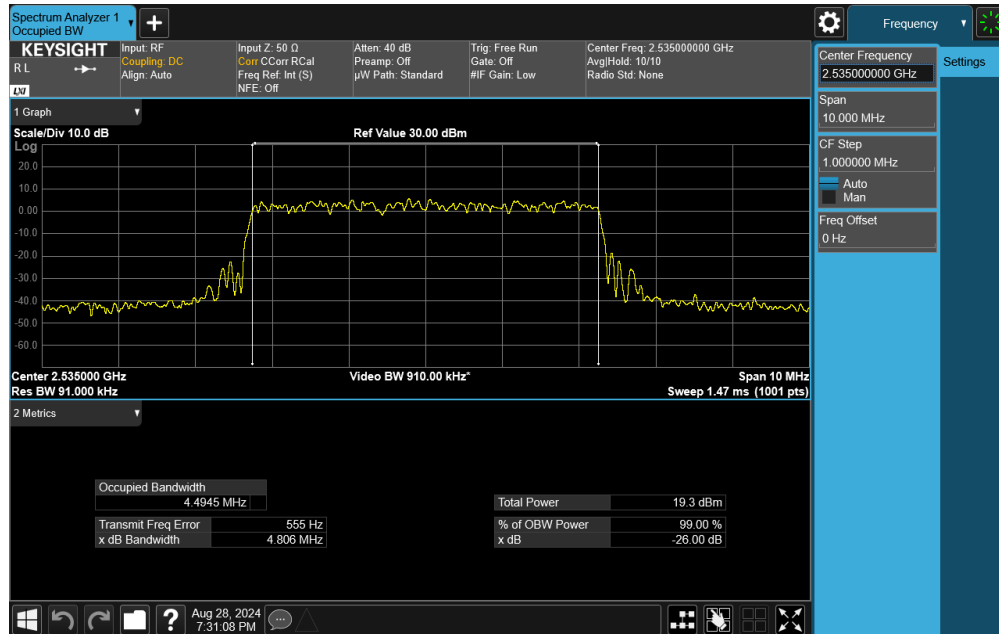 Spectrum Analyzer 1
Occupied BW
+
Frequency
KEYSIGHT
RL
LXI
Input: RF
Coupling: DC
Align: Auto
Input Z: 50 Ω
Corr CCorr RCal
Freq Ref: Int (S)
NFE: Off
Atten: 40 dB
Preamp: Off
µW Path: Standard
Trig: Free Run
Gate: Off
#IF Gain: Low
Center Freq: 2.535000000 GHz
Avg|Hold: 10/10
Radio Std: None
Center Frequency
2.535000000 GHz
Settings
Span
10.000 MHz
CF Step
1.000000 MHz
Auto
Man
Freq Offset
0 Hz
1 Graph
Scale/Div 10.0 dB
Ref Value 30.00 dBm
Log
20.0
10.0
0.00
-10.0
-20.0
-30.0
-40.0
-50.0
-60.0
Center 2.535000 GHz
Video BW 910.00 kHz*
Span 10 MHz
Res BW 91.000 kHz
Sweep 1.47 ms (1001 pts)
2 Metrics
Occupied Bandwidth
4.4945 MHz
Total Power 19.3 dBm
Transmit Freq Error 555 Hz
% of OBW Power 99.00 %
x dB Bandwidth 4.806 MHz
x dB -26.00 dB
?
Aug 28, 2024
7:31:08 PM